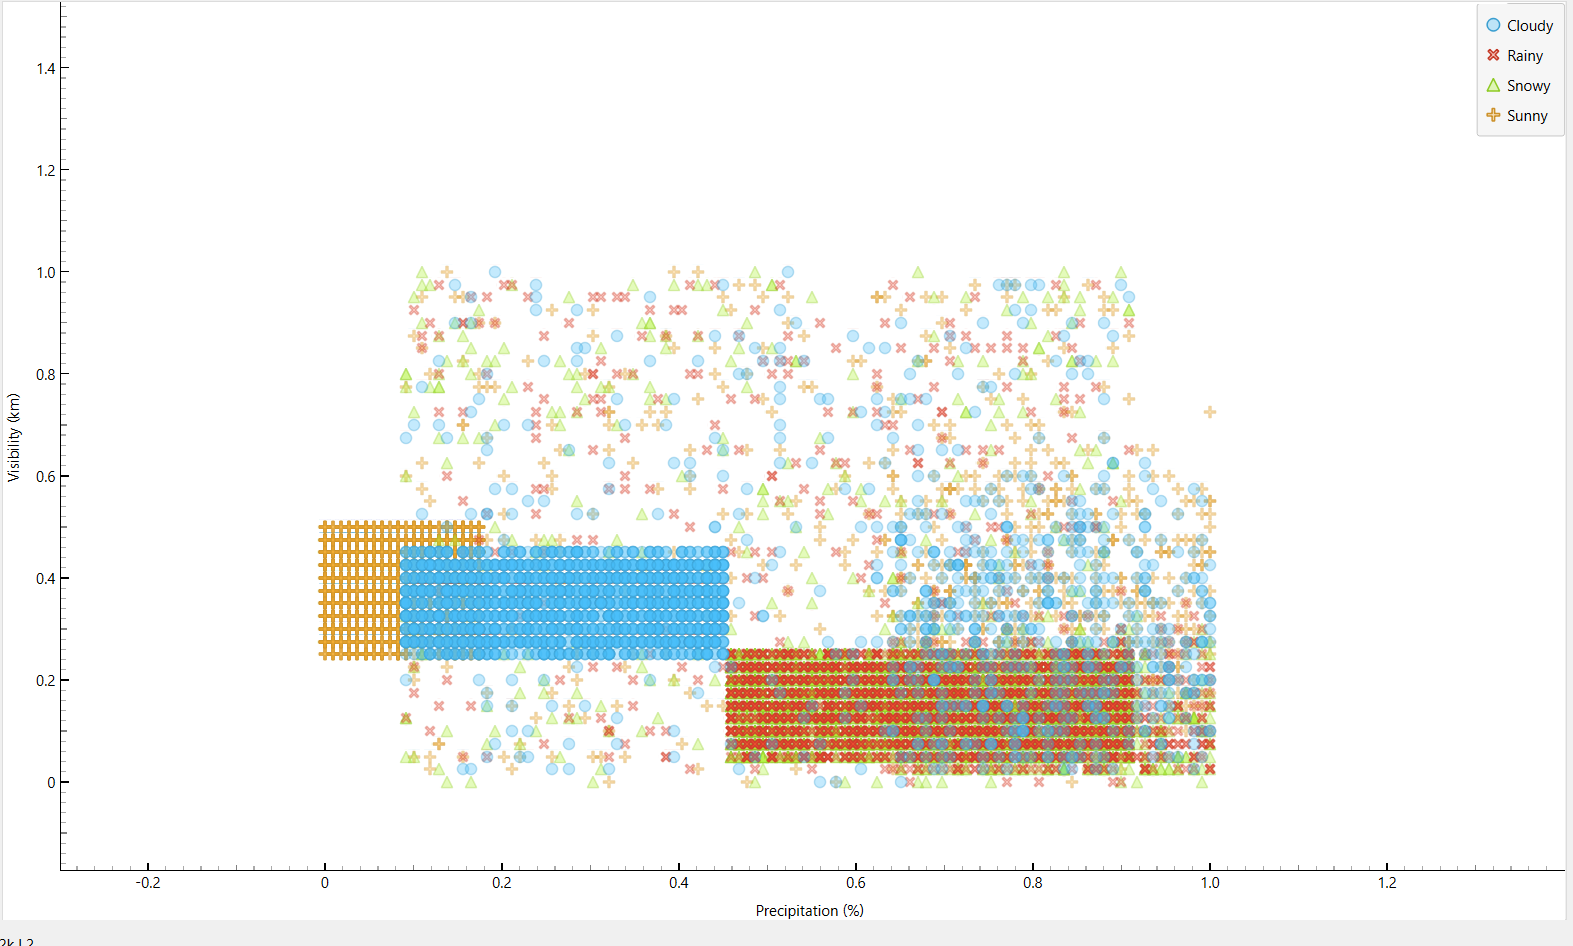 Cloudy
Rainy
Snowy
Sunny
1.4
1.2
1.0
0.8
0.6
0.4
0.2
0
Visibility (km)
-0.2 0 0.2 0.4 0.6 0.8 1.0 1.2
Precipitation (%)